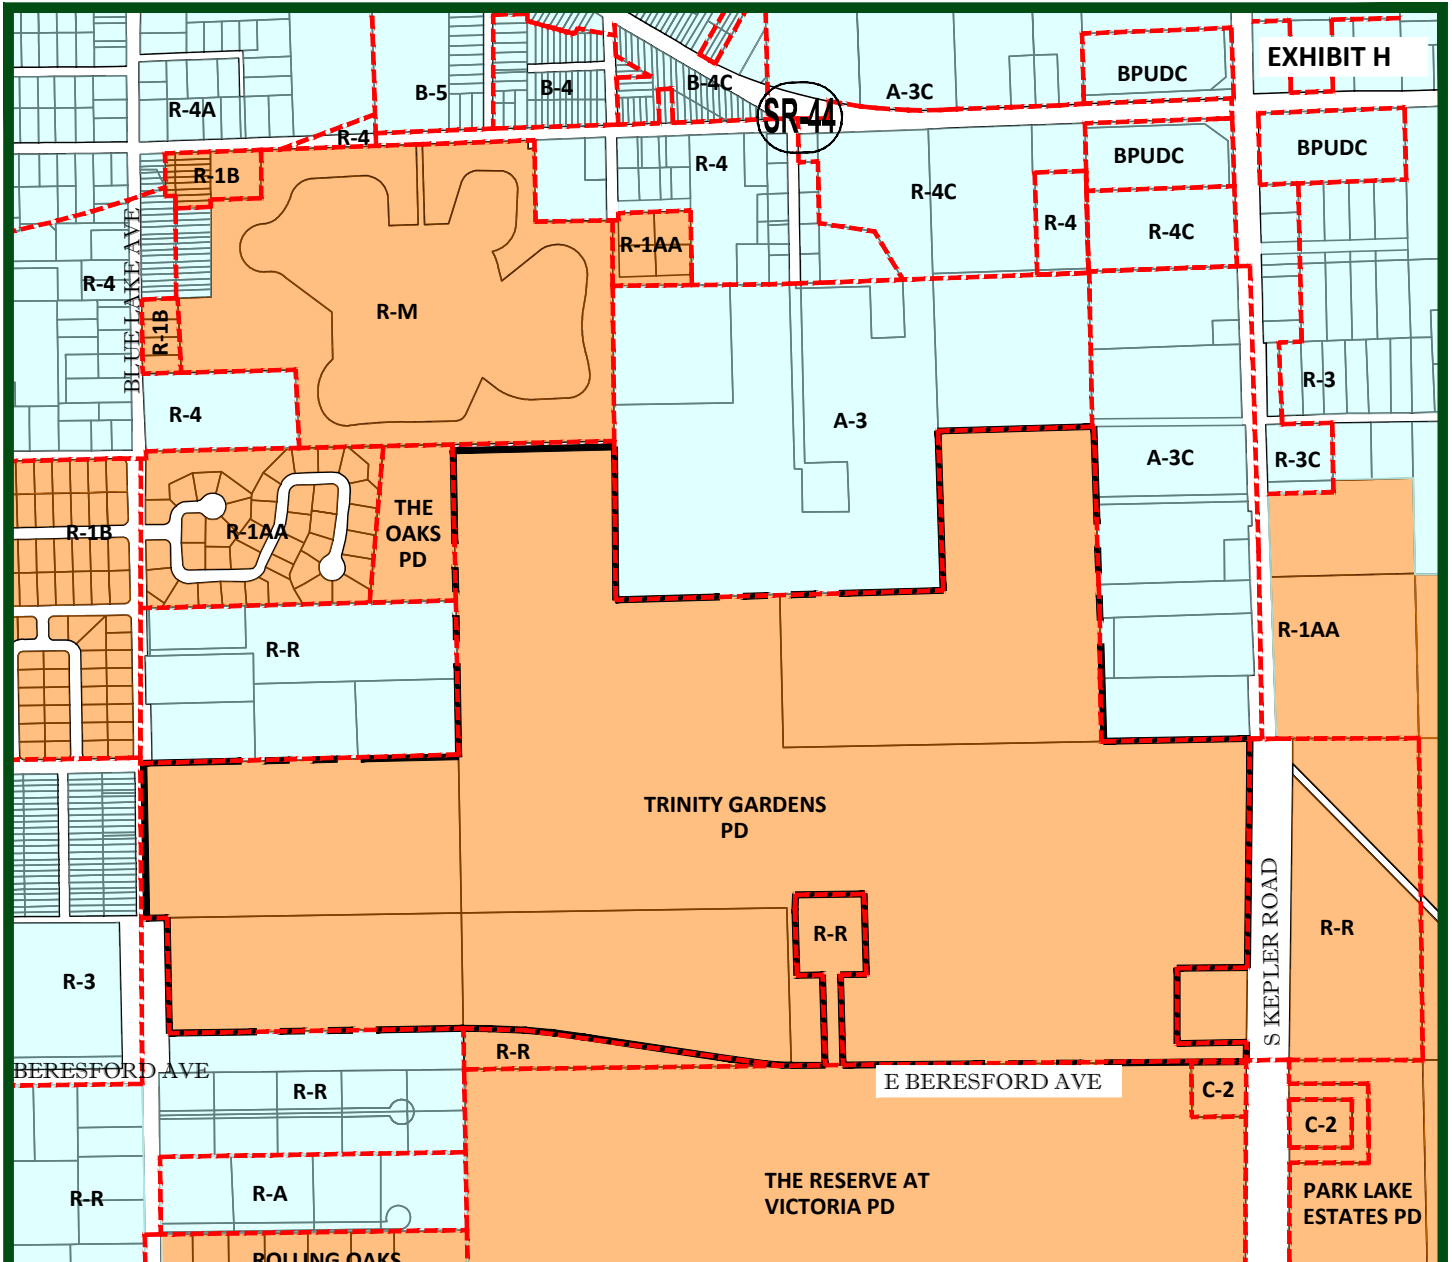 EXHIBIT H
BPUDC
B-5
B-4
B-4C
A-3C
R-4A
SR-44
R-4
BPUDC
BPUDC
R-1B
R-4
R-4C
R-4
R-4C
R-1AA
R-4
BLUE LAKE AVE
R-M
R-1B
R-3
R-4
A-3
A-3C
R-3C
THE
OAKS
PD
R-1B
R-1AA
R-1AA
R-R
TRINITY GARDENS
PD
S KEPLER ROAD
R-R
R-R
R-3
R-R
BERESFORD AVE
E BERESFORD AVE
R-R
C-2
C-2
THE RESERVE AT
VICTORIA PD
PARK LAKE
ESTATES PD
R-R
R-A
ROLLING OAKS